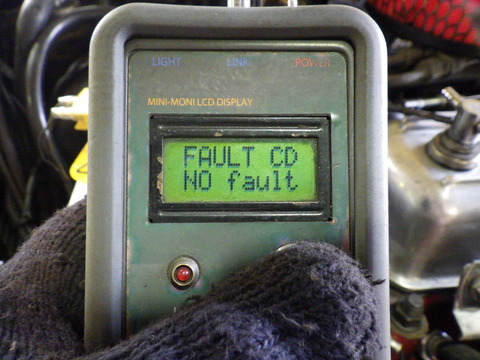 LIGHT LINK POWER
MINI-MONI LCD DISPLAY
FAULT CD
NO fault